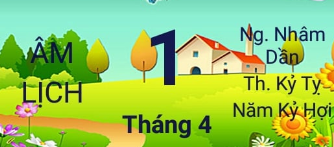 ÂM
LỊCH
1
Tháng 4
Ng. Nhâm
Dần
Th. Kỷ Tỵ
Năm Kỷ Hợi